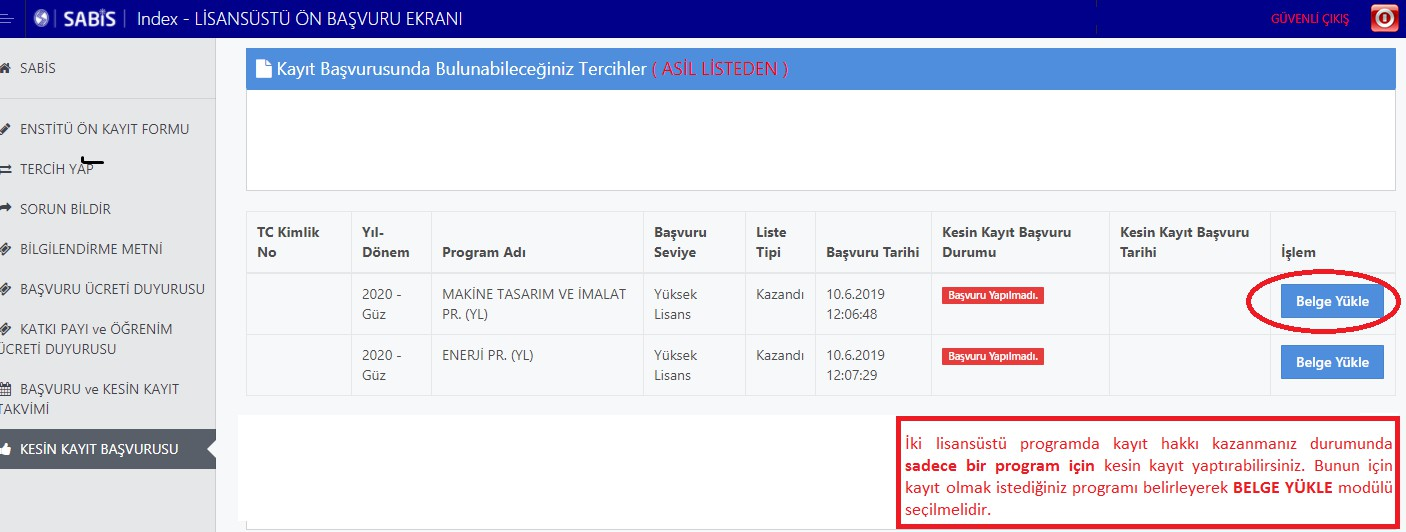 SABİS Index - LİSANSÜSTÜ ÖN BAŞVURU EKRANI GÜVENLİ ÇIKIŞ
SABİS
ENSTİTÜ ÖN KAYIT FORMU
TERCİH YAP
SORUN BİLDİR
BİLGİLENDİRME METNİ
BAŞVURU ÜCRETİ DUYURUSU
KATKI PAYI ve ÖĞRENİM
ÜCRETİ DUYURUSU
BAŞVURU ve KESİN KAYIT
TAKVİMİ
KESİN KAYIT BAŞVURUSU
Kayıt Başvurusunda Bulunabileceğiniz Tercihler ( ASİL LİSTEDEN )
TC Kimlik No Yıl-Dönem Program Adı Başvuru Seviye Liste Tipi Başvuru Tarihi Kesin Kayıt Başvuru Durumu Kesin Kayıt Başvuru Tarihi İşlem
2020 - Güz MAKİNE TASARIM VE İMALAT PR. (YL) Yüksek Lisans Kazandı 10.6.2019 12:06:48 Başvuru Yapılmadı. Belge Yükle
2020 - Güz ENERJİ PR. (YL) Yüksek Lisans Kazandı 10.6.2019 12:07:29 Başvuru Yapılmadı. Belge Yükle
İki lisansüstü programda kayıt hakkı kazanmanız durumunda
sadece bir program için kesin kayıt yaptırabilirsiniz. Bunun için
kayıt olmak istediğiniz programı belirleyerek BELGE YÜKLE modülü
seçilmelidir.